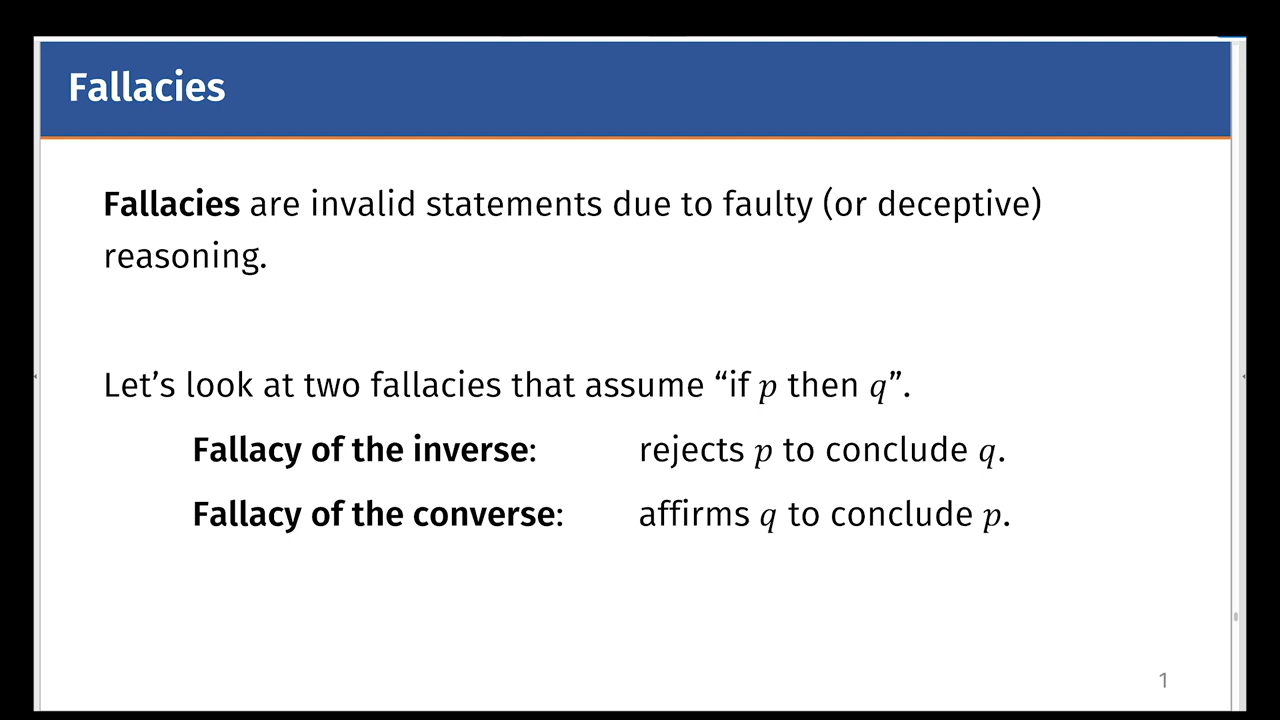 Fallacies
Fallacies are invalid statements due to faulty (or deceptive)
reasoning.
Let’s look at two fallacies that assume “if p then q”.
Fallacy of the inverse: rejects p to conclude q.
Fallacy of the converse: affirms q to conclude p.
1